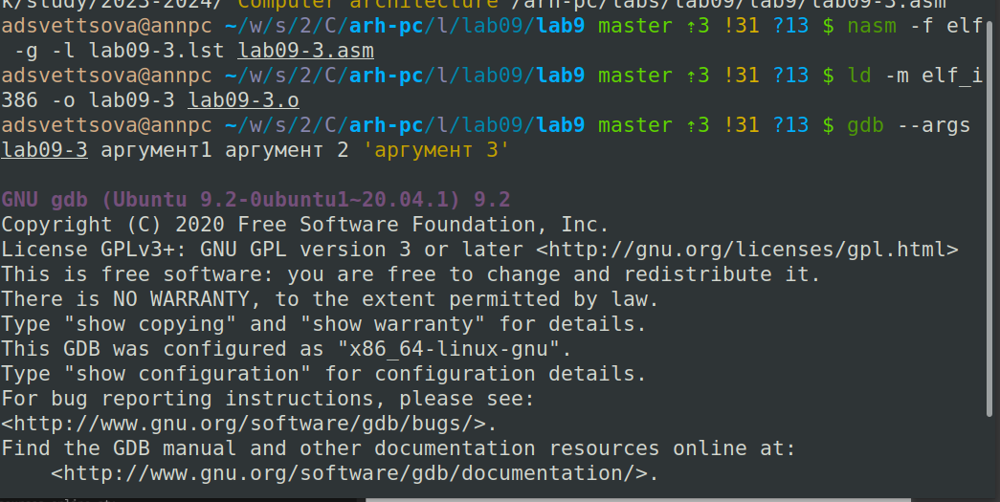 k/study/2023-2024/'Computer architecture'/arh-pc/labs/lab09/lab9/lab09-3.asm
adsvettsova@annpc ~/w/s/2/C/arh-pc/l/lab09/lab9 master ⇡3 !31 ?13 $ nasm -f elf
-g -l lab09-3.lst lab09-3.asm
adsvettsova@annpc ~/w/s/2/C/arh-pc/l/lab09/lab9 master ⇡3 !31 ?13 $ ld -m elf_i
386 -o lab09-3 lab09-3.o
adsvettsova@annpc ~/w/s/2/C/arh-pc/l/lab09/lab9 master ⇡3 !31 ?13 $ gdb --args
lab09-3 аргумент1 аргумент 2 'аргумент 3'
GNU gdb (Ubuntu 9.2-0ubuntu1~20.04.1) 9.2
Copyright (C) 2020 Free Software Foundation, Inc.
License GPLv3+: GNU GPL version 3 or later <http://gnu.org/licenses/gpl.html>
This is free software: you are free to change and redistribute it.
There is NO WARRANTY, to the extent permitted by law.
Type "show copying" and "show warranty" for details.
This GDB was configured as "x86_64-linux-gnu".
Type "show configuration" for configuration details.
For bug reporting instructions, please see:
<http://www.gnu.org/software/gdb/bugs/>.
Find the GDB manual and other documentation resources online at:
<http://www.gnu.org/software/gdb/documentation/>.